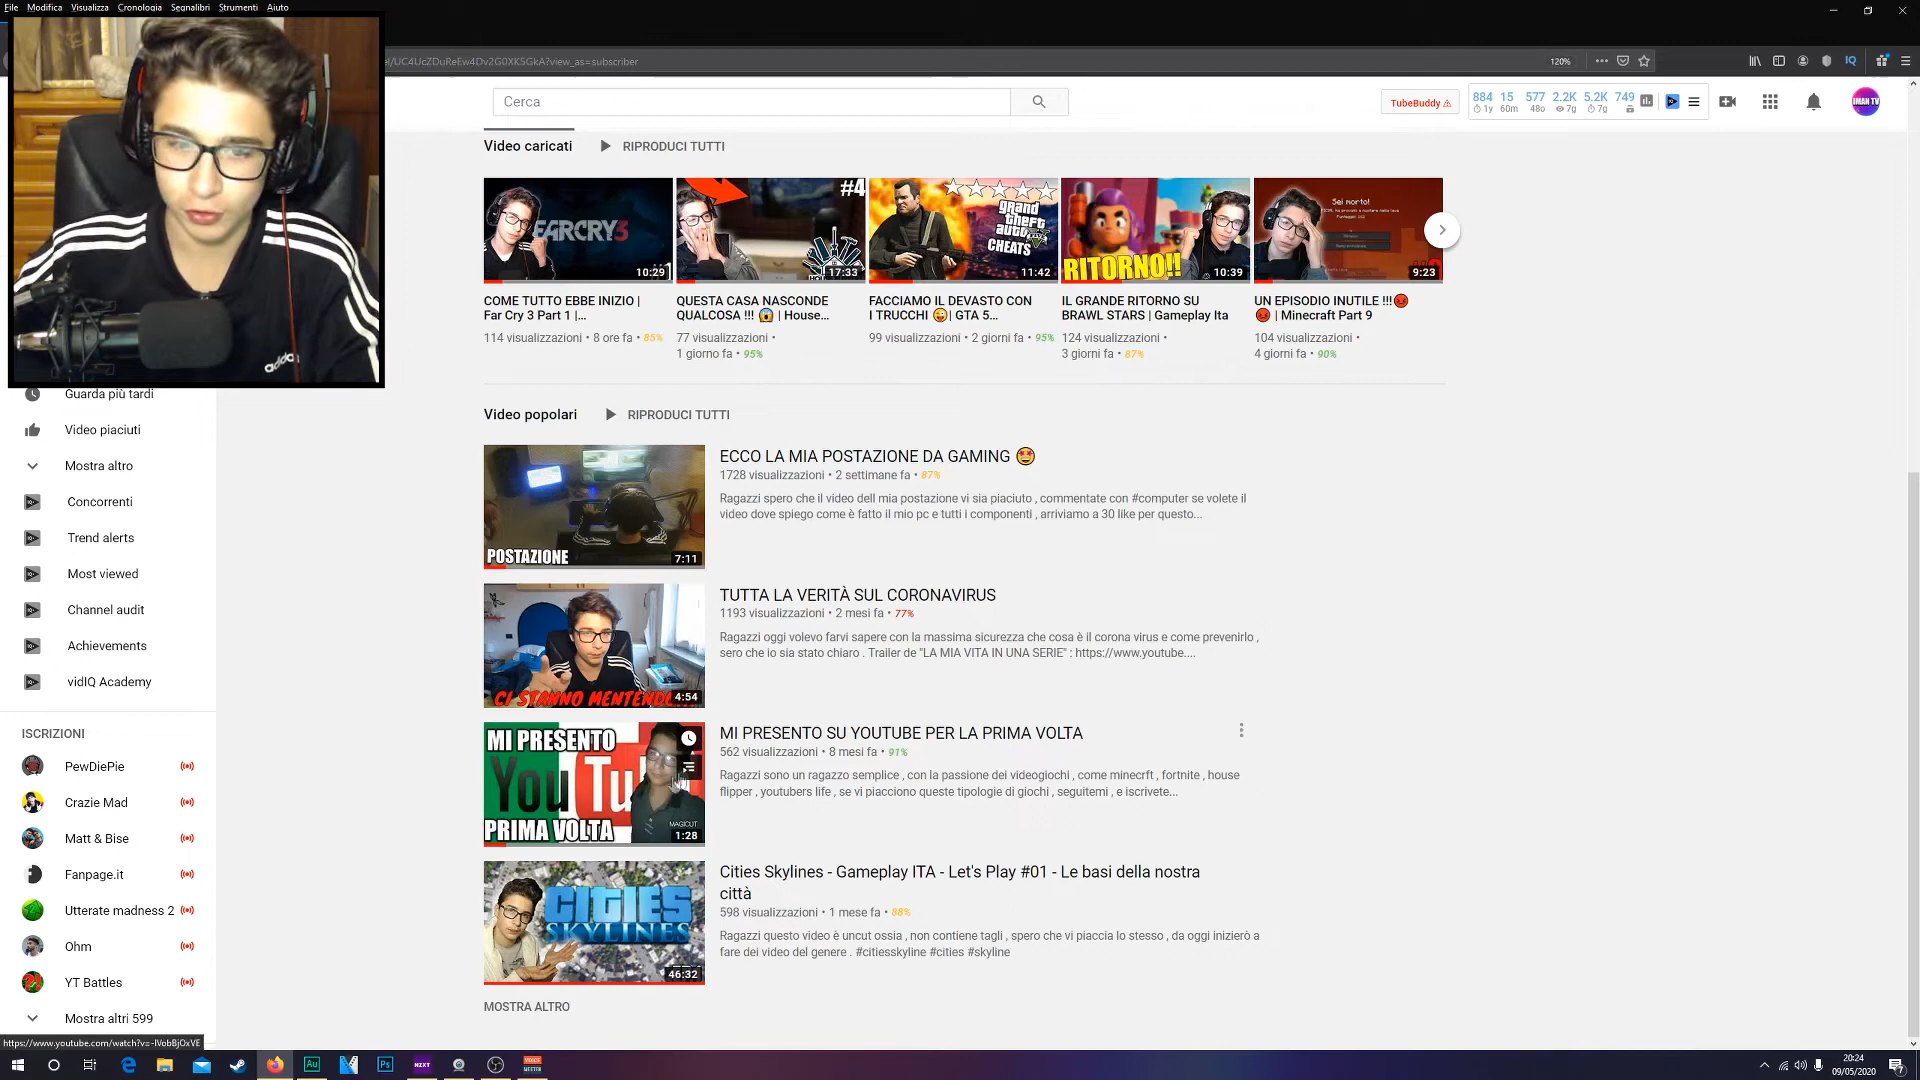 File Modifica Visualizza Cronologia Segnalibri Strumenti Aiuto
el/UC4UcZDuReEw4Dv2G0XK5GkA?view_as=subscriber
120%
IQ
Cerca
TubeBuddy
884 15 577 2.2K 5.2K 749
1y 60m 48o 7g 7g
IMAN TV
Video caricati
RIPRODUCI TUTTI
FARCRY3
10:29
#4
17:33
grand
theft
auto
CHEATS
11:42
RITORNO!!
10:39
Sei morto!
9:23
COME TUTTO EBBE INIZIO |
Far Cry 3 Part 1 |...
114 visualizzazioni • 8 ore fa • 85%
QUESTA CASA NASCONDE
QUALCOSA !!! 😱 | House...
77 visualizzazioni •
1 giorno fa • 95%
FACCIAMO IL DEVASTO CON
I TRUCCHI 😜| GTA 5...
99 visualizzazioni • 2 giorni fa • 95%
IL GRANDE RITORNO SU
BRAWL STARS | Gameplay Ita
124 visualizzazioni •
3 giorni fa • 87%
UN EPISODIO INUTILE !!!😡
😡 | Minecraft Part 9
104 visualizzazioni •
4 giorni fa • 90%
Guarda più tardi
Video piaciuti
Mostra altro
Concorrenti
Trend alerts
Most viewed
Channel audit
Achievements
vidIQ Academy
ISCRIZIONI
PewDiePie
Crazie Mad
Matt & Bise
Fanpage.it
Utterate madness 2
Ohm
YT Battles
Mostra altri 599
https://www.youtube.com/watch?v=-IVobBjOxVE
Video popolari
RIPRODUCI TUTTI
POSTAZIONE
7:11
ECCO LA MIA POSTAZIONE DA GAMING 🤩
1728 visualizzazioni • 2 settimane fa • 87%
Ragazzi spero che il video dell mia postazione vi sia piaciuto , commentate con #computer se volete il
video dove spiego come è fatto il mio pc e tutti i componenti , arriviamo a 30 like per questo...
CI STANNO MENTENDO
4:54
TUTTA LA VERITÀ SUL CORONAVIRUS
1193 visualizzazioni • 2 mesi fa • 77%
Ragazzi oggi volevo farvi sapere con la massima sicurezza che cosa è il corona virus e come prevenirlo ,
sero che io sia stato chiaro . Trailer de "LA MIA VITA IN UNA SERIE" : https://www.youtube....
MI PRESENTO
You Tu
PRIMA VOLTA
MAGICUT
1:28
MI PRESENTO SU YOUTUBE PER LA PRIMA VOLTA
562 visualizzazioni • 8 mesi fa • 91%
Ragazzi sono un ragazzo semplice , con la passione dei videogiochi , come minecrft , fortnite , house
flipper , youtubers life , se vi piacciono queste tipologie di giochi , seguitemi , e iscrivete...
CITIES
SKYLINES
46:32
Cities Skylines - Gameplay ITA - Let's Play #01 - Le basi della nostra
città
598 visualizzazioni • 1 mese fa • 88%
Ragazzi questo video è uncut ossia , non contiene tagli , spero che vi piaccia lo stesso , da oggi inizierò a
fare dei video del genere . #citiesskyline #cities #skyline
MOSTRA ALTRO
Au
Ps
NZXT
VOICE
MEETER
20:24
09/05/2020
7